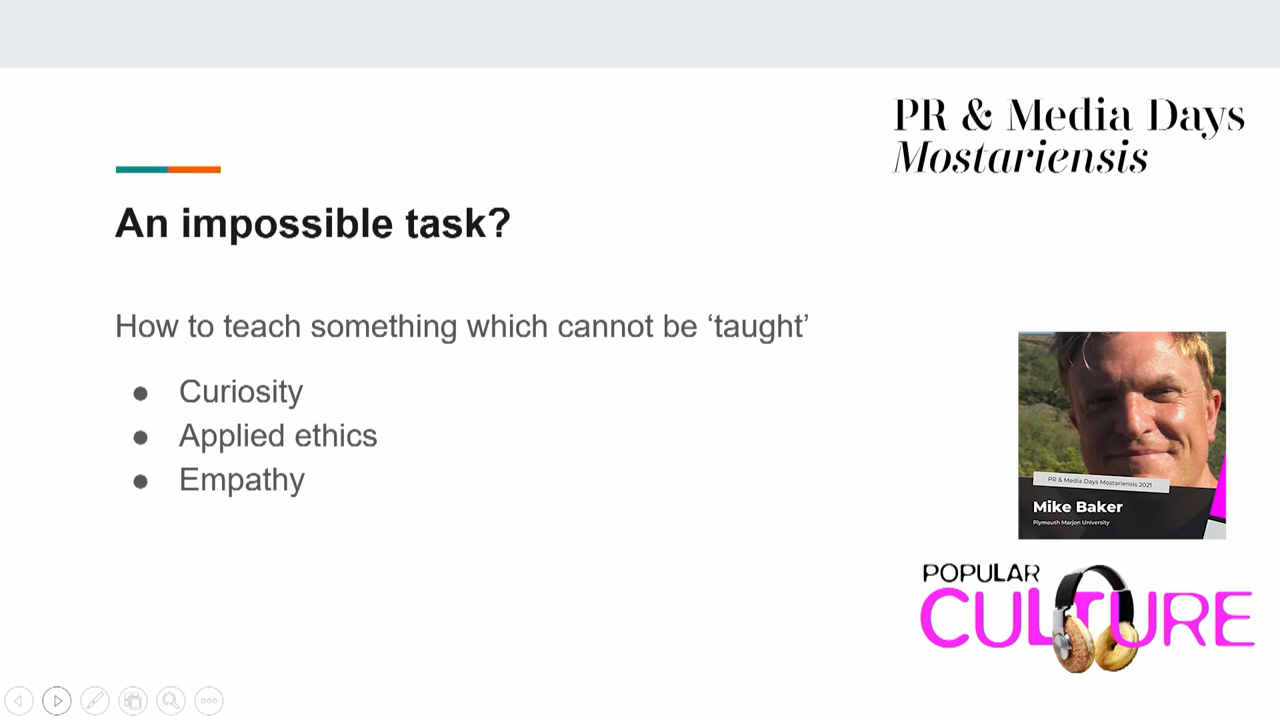 PR & Media Days
Mostariensis
An impossible task?
How to teach something which cannot be ‘taught’
● Curiosity
● Applied ethics
● Empathy
PR & Media Days Mostariensis 2021
Mike Baker
Plymouth Marjon University
POPULAR
CULTURE